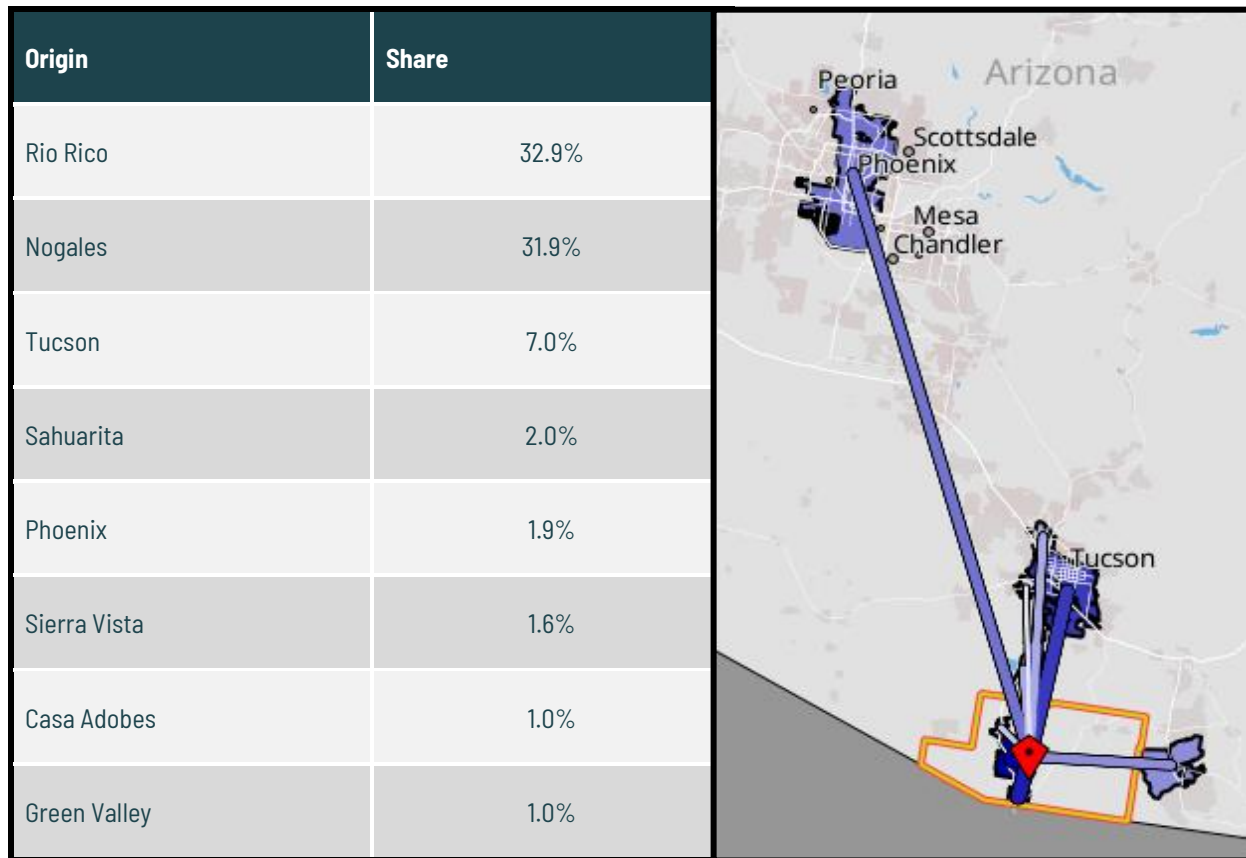 Origin Share
Rio Rico 32.9%
Nogales 31.9%
Tucson 7.0%
Sahuarita 2.0%
Phoenix 1.9%
Sierra Vista 1.6%
Casa Adobes 1.0%
Green Valley 1.0%
Arizona
Peoria
Scottsdale
Phoenix
Mesa
Chandler
Tucson